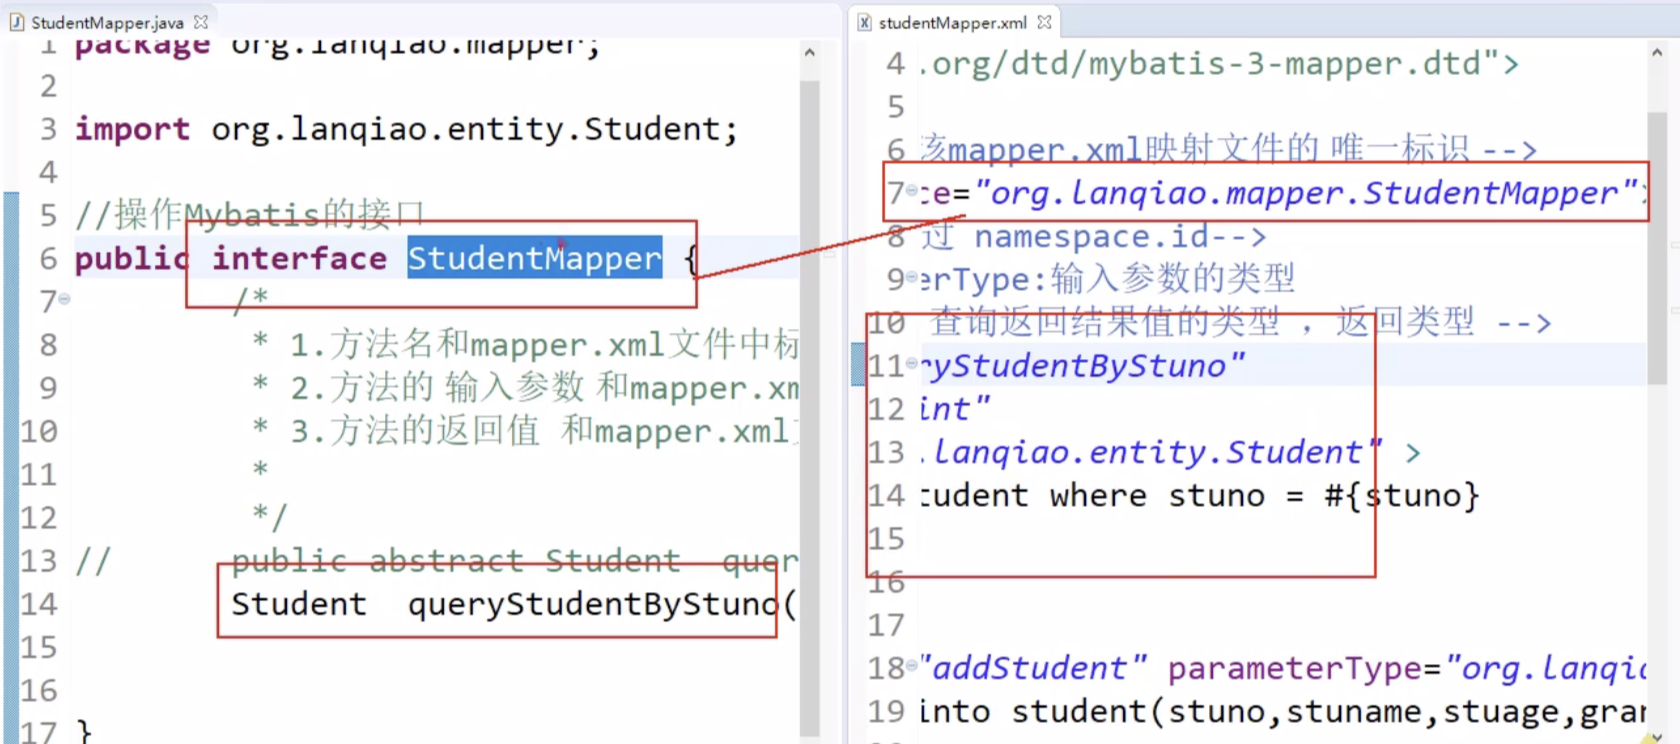 StudentMapper.java
1 package org.lanqiao.mapper;
2
3 import org.lanqiao.entity.Student;
4
5 //操作Mybatis的接口
6 public interface StudentMapper {
7 /*
8 * 1.方法名和mapper.xml文件中标
9 * 2.方法的 输入参数 和mapper.xm
10 * 3.方法的返回值 和mapper.xml
11 *
12 */
13 // public abstract Student quer
14 Student queryStudentByStuno(
15
16
17 }
studentMapper.xml
4 .org/dtd/mybatis-3-mapper.dtd">
5
6 该mapper.xml映射文件的 唯一标识 -->
7 ce="org.lanqiao.mapper.StudentMapper">
8 过 namespace.id-->
9 erType:输入参数的类型
10 查询返回结果值的类型 , 返回类型 -->
11 ryStudentByStuno"
12 int"
13 .lanqiao.entity.Student" >
14 tudent where stuno = #{stuno}
15
16
17
18 "addStudent" parameterType="org.lanqi
19 into student(stuno,stuname,stuage,gra